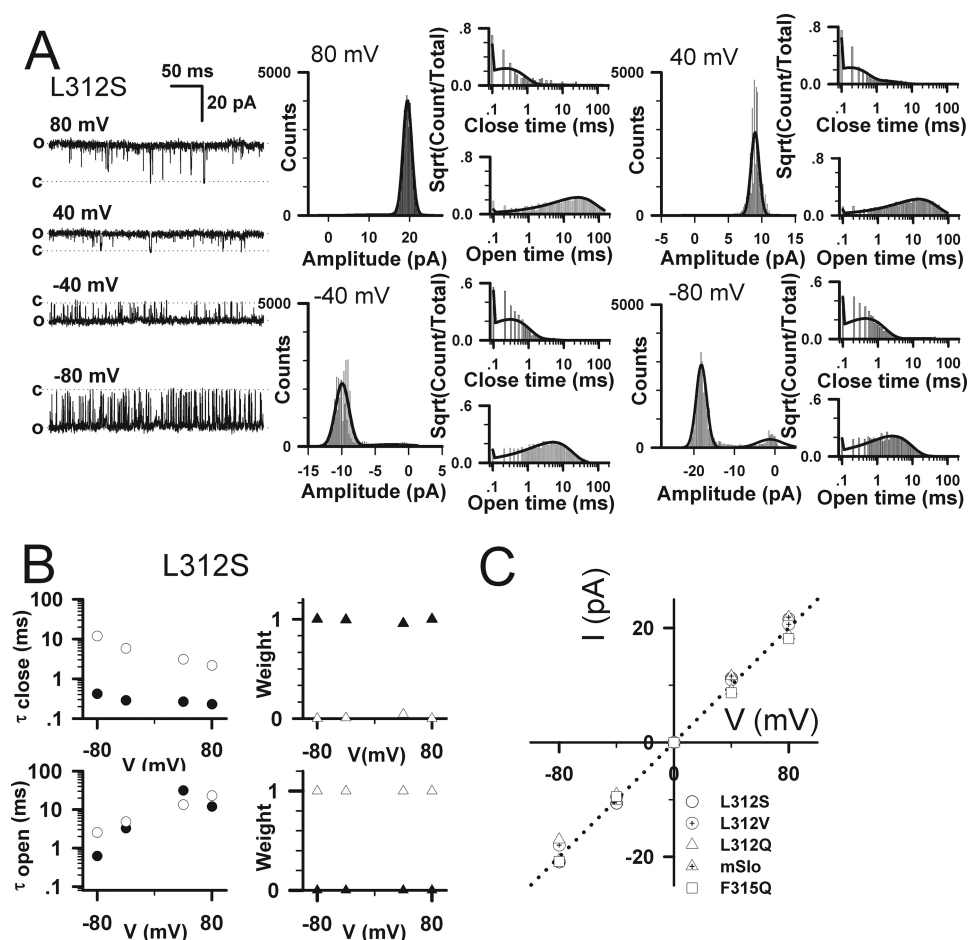 A
L312S
50 ms
20 pA
80 mV
o
c
40 mV
o
c
-40 mV
c
o
-80 mV
c
o
80 mV
5000
Counts
0
0 10 20
Amplitude (pA)
.8
0.0
.1 1 10 100
Close time (ms)
Sqrt(Count/Total)
.8
0.0
.1 1 10 100
Open time (ms)
40 mV
5000
Counts
0
-5 0 5 10 15
Amplitude (pA)
.8
0.0
.1 1 10 100
Close time (ms)
Sqrt(Count/Total)
.8
0.0
.1 1 10 100
Open time (ms)
-40 mV
5000
Counts
0
-15 -10 -5 0 5
Amplitude (pA)
.6
0.0
.1 1 10 100
Close time (ms)
Sqrt(Count/Total)
.6
0.0
.1 1 10 100
Open time (ms)
-80 mV
5000
Counts
0
-20 -10 0
Amplitude (pA)
.6
0.0
.1 1 10 100
Close time (ms)
Sqrt(Count/Total)
.6
0.0
.1 1 10 100
Open time (ms)
B
L312S
τ close (ms)
100
10
1
.1
-80 80
V (mV)
Weight
1
0
-80 80
V(mV)
τ open (ms)
100
10
1
.1
-80 80
V (mV)
Weight
1
0
-80 80
V (mV)
C
I (pA)
20
V (mV)
0
-80 0 80
-20
L312S
L312V
L312Q
mSlo
F315Q